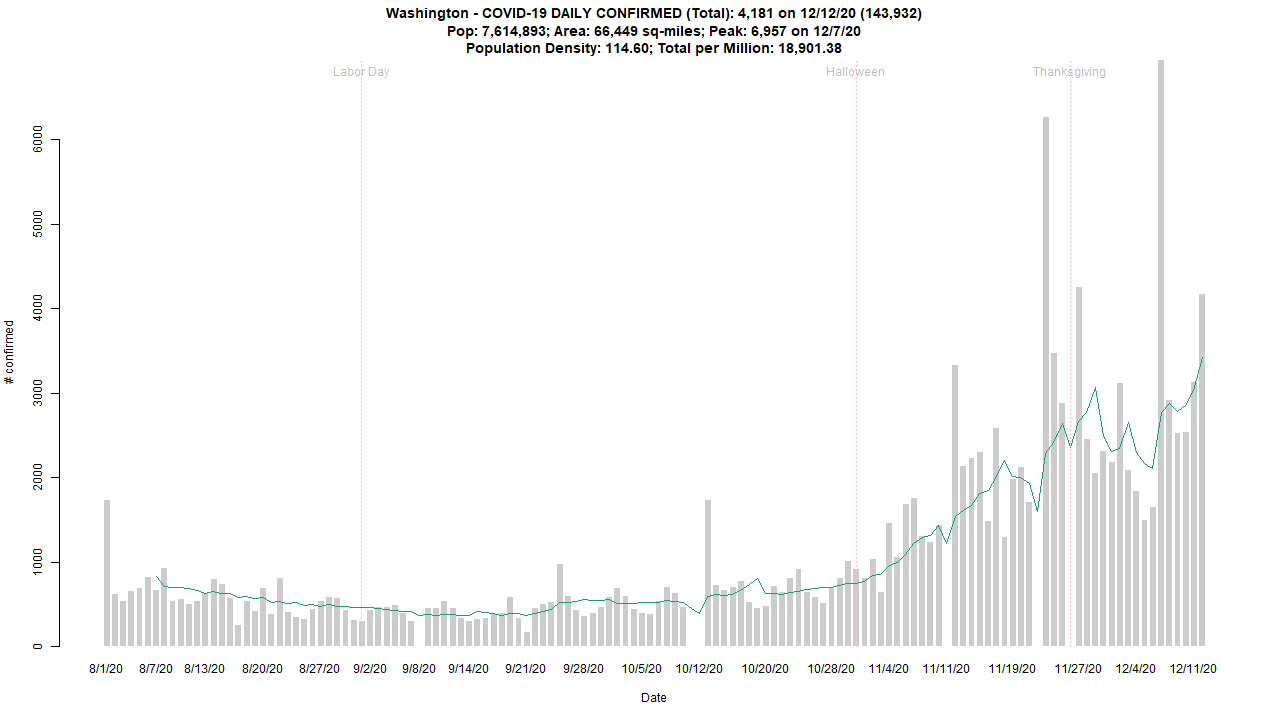 Washington - COVID-19 DAILY CONFIRMED (Total): 4,181 on 12/12/20 (143,932)
Pop: 7,614,893; Area: 66,449 sq-miles; Peak: 6,957 on 12/7/20
Population Density: 114.60; Total per Million: 18,901.38
Labor Day
Halloween
Thanksgiving
6000
5000
4000
3000
2000
1000
0
# confirmed
8/1/20 8/7/20 8/13/20 8/20/20 8/27/20 9/2/20 9/8/20 9/14/20 9/21/20 9/28/20 10/5/20 10/12/20 10/20/20 10/28/20 11/4/20 11/11/20 11/19/20 11/27/20 12/4/20 12/11/20
Date